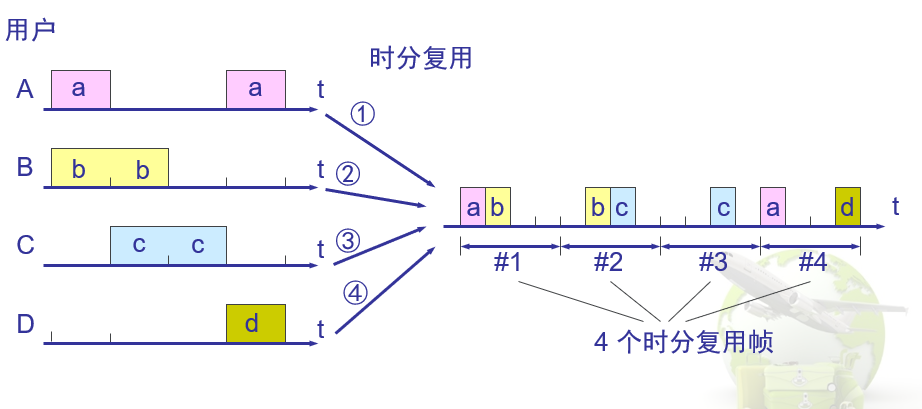 用户
时分复用
A a a t
①
B b b t
②
a b b c c a d t
C c c t
③
#1 #2 #3 #4
④
D d t
4 个时分复用帧